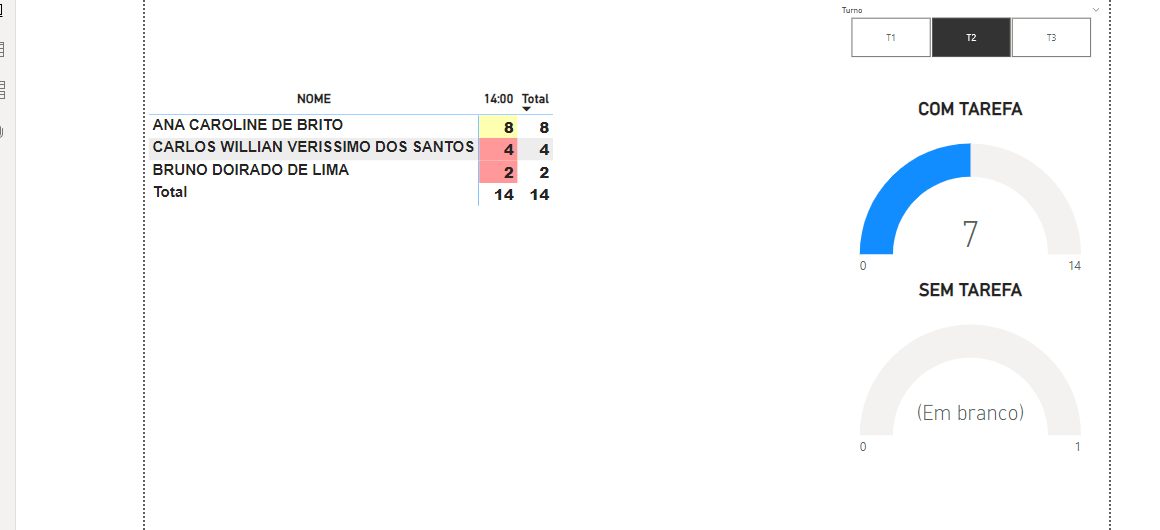 Turno
T1 T2 T3
NOME 14:00 Total
ANA CAROLINE DE BRITO 8 8
CARLOS WILLIAN VERISSIMO DOS SANTOS 4 4
BRUNO DOIRADO DE LIMA 2 2
Total 14 14
COM TAREFA
7
0 14
SEM TAREFA
(Em branco)
0 1